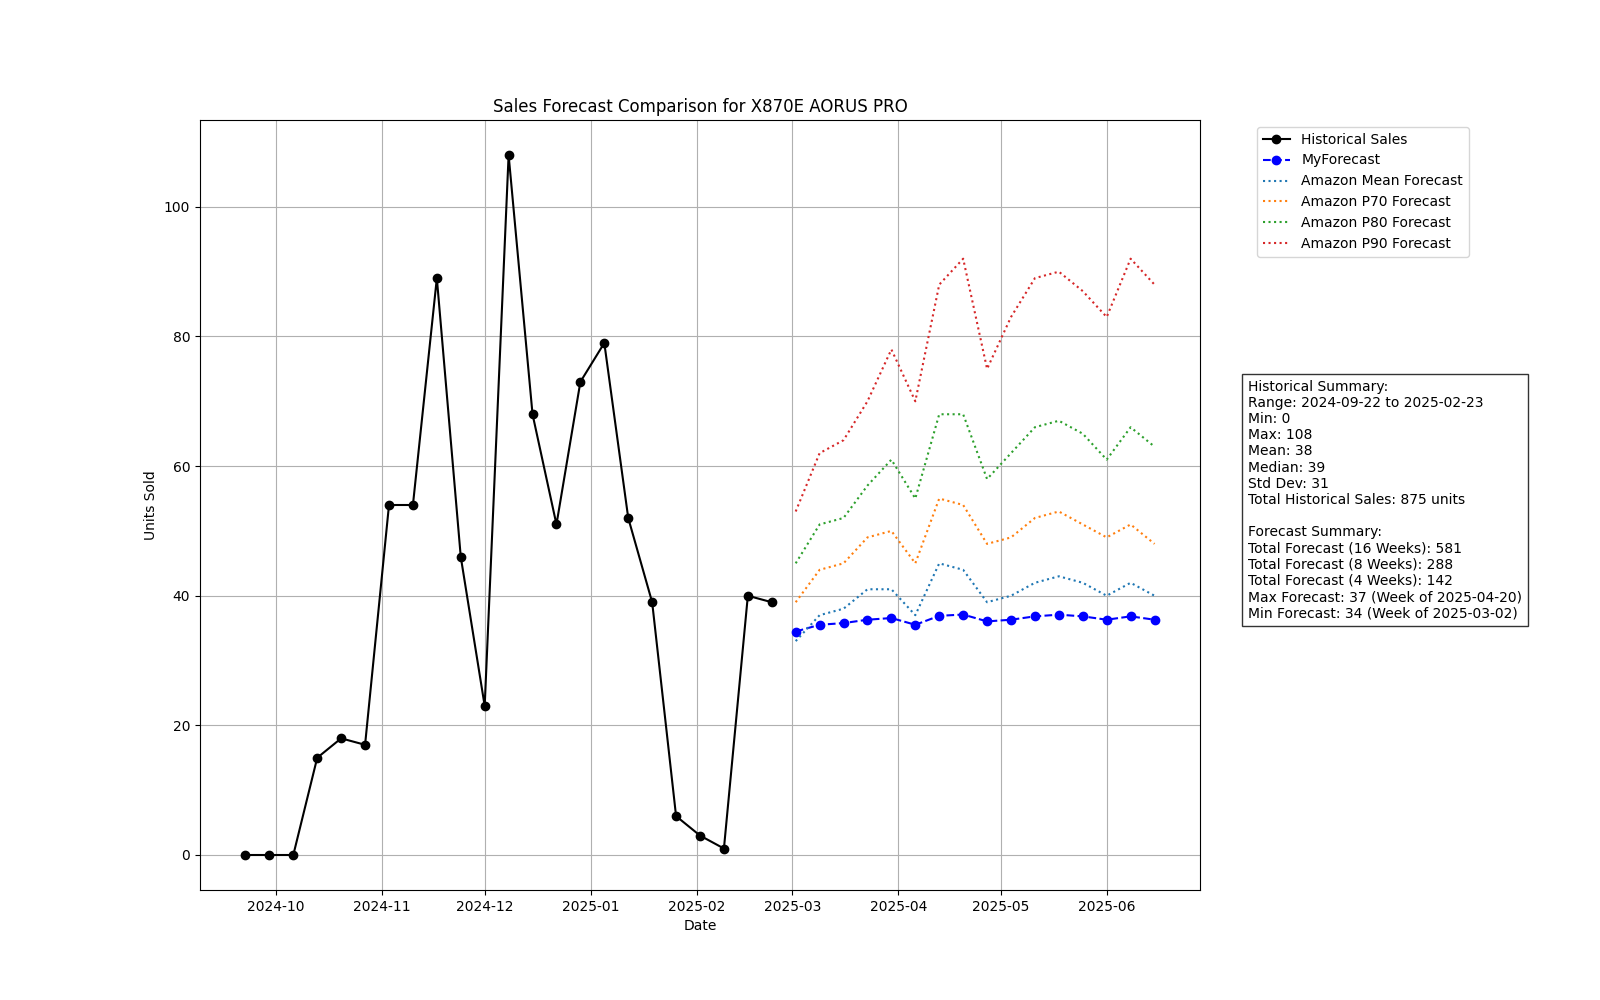 Sales Forecast Comparison for X870E AORUS PRO
Historical Sales
MyForecast
Amazon Mean Forecast
Amazon P70 Forecast
Amazon P80 Forecast
Amazon P90 Forecast
100
80
60
40
20
0
Units Sold
2024-10
2024-11
2024-12
2025-01
2025-02
2025-03
2025-04
2025-05
2025-06
Date
Historical Summary:
Range: 2024-09-22 to 2025-02-23
Min: 0
Max: 108
Mean: 38
Median: 39
Std Dev: 31
Total Historical Sales: 875 units
Forecast Summary:
Total Forecast (16 Weeks): 581
Total Forecast (8 Weeks): 288
Total Forecast (4 Weeks): 142
Max Forecast: 37 (Week of 2025-04-20)
Min Forecast: 34 (Week of 2025-03-02)